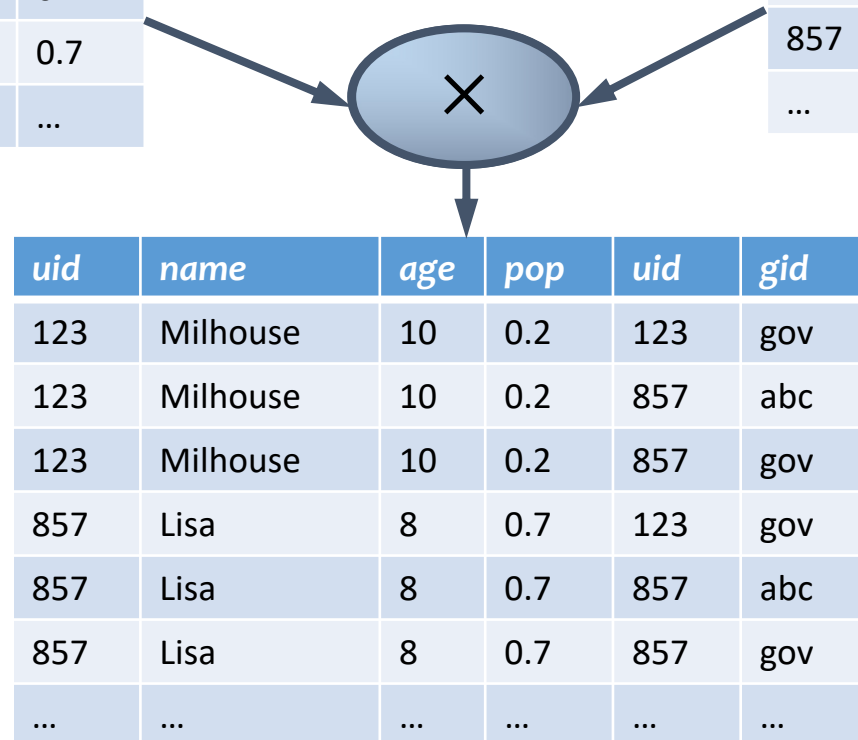 0.7
857
…
…
×
uid name age pop uid gid
123 Milhouse 10 0.2 123 gov
123 Milhouse 10 0.2 857 abc
123 Milhouse 10 0.2 857 gov
857 Lisa 8 0.7 123 gov
857 Lisa 8 0.7 857 abc
857 Lisa 8 0.7 857 gov
… … … … … …